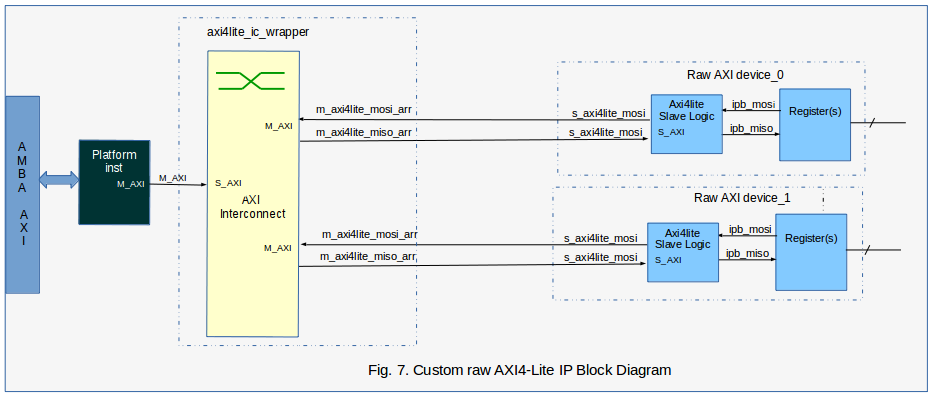 axi4lite_ic_wrapper
A
M
B
A
A
X
I
Platform
inst
M_AXI
M_AXI
S_AXI
AXI
Interconnect
M_AXI
M_AXI
m_axi4lite_mosi_arr
m_axi4lite_miso_arr
m_axi4lite_mosi_arr
m_axi4lite_miso_arr
Raw AXI device_0
s_axi4lite_mosi
s_axi4lite_mosi
Axi4lite
Slave Logic
S_AXI
ipb_mosi
ipb_miso
Register(s)
Raw AXI device_1
s_axi4lite_mosi
s_axi4lite_mosi
Axi4lite
Slave Logic
S_AXI
ipb_mosi
ipb_miso
Register(s)
Fig. 7. Custom raw AXI4-Lite IP Block Diagram